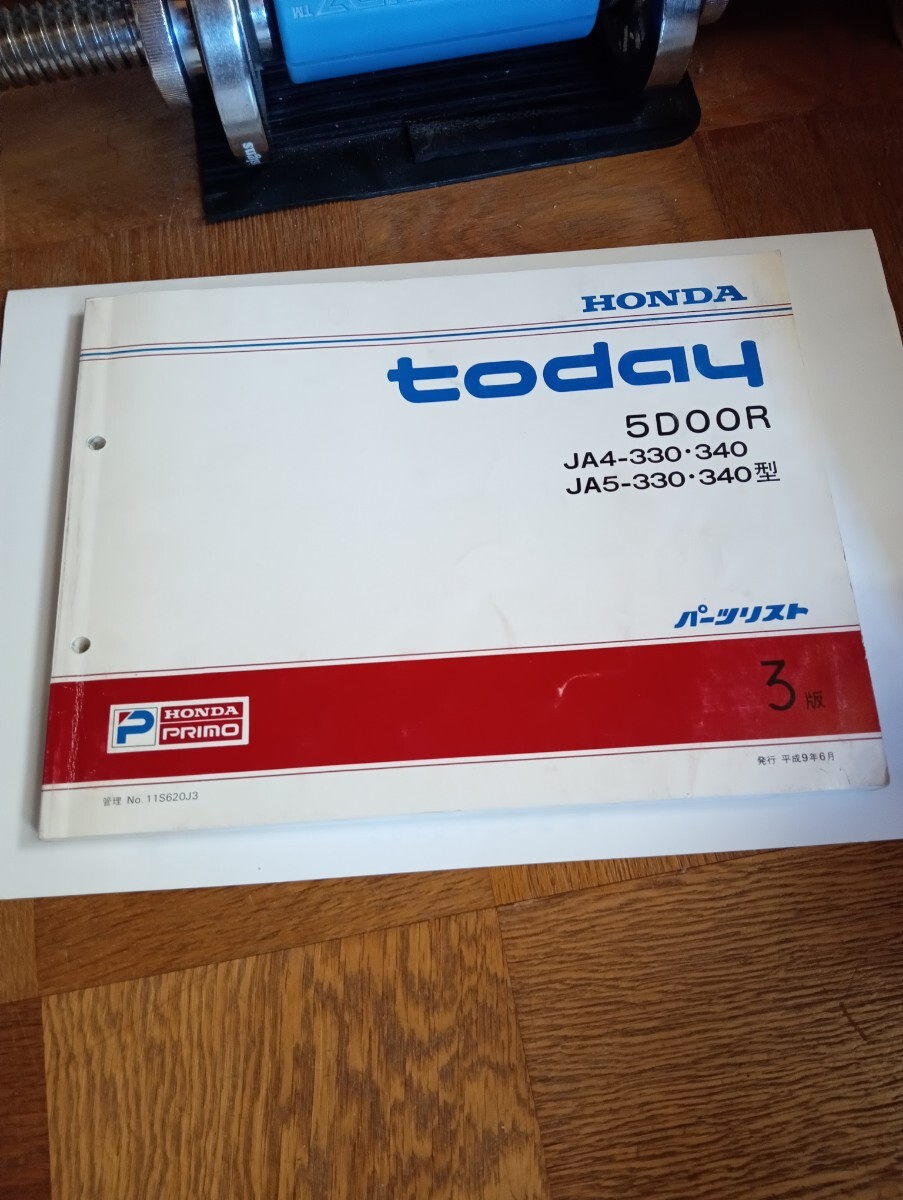 HONDA
today
5DOOR
JA4-330・340
JA5-330・340型
パーツリスト
3版
HONDA
PRIMO
発行 平成9年6月
管理 No. 11S620J3